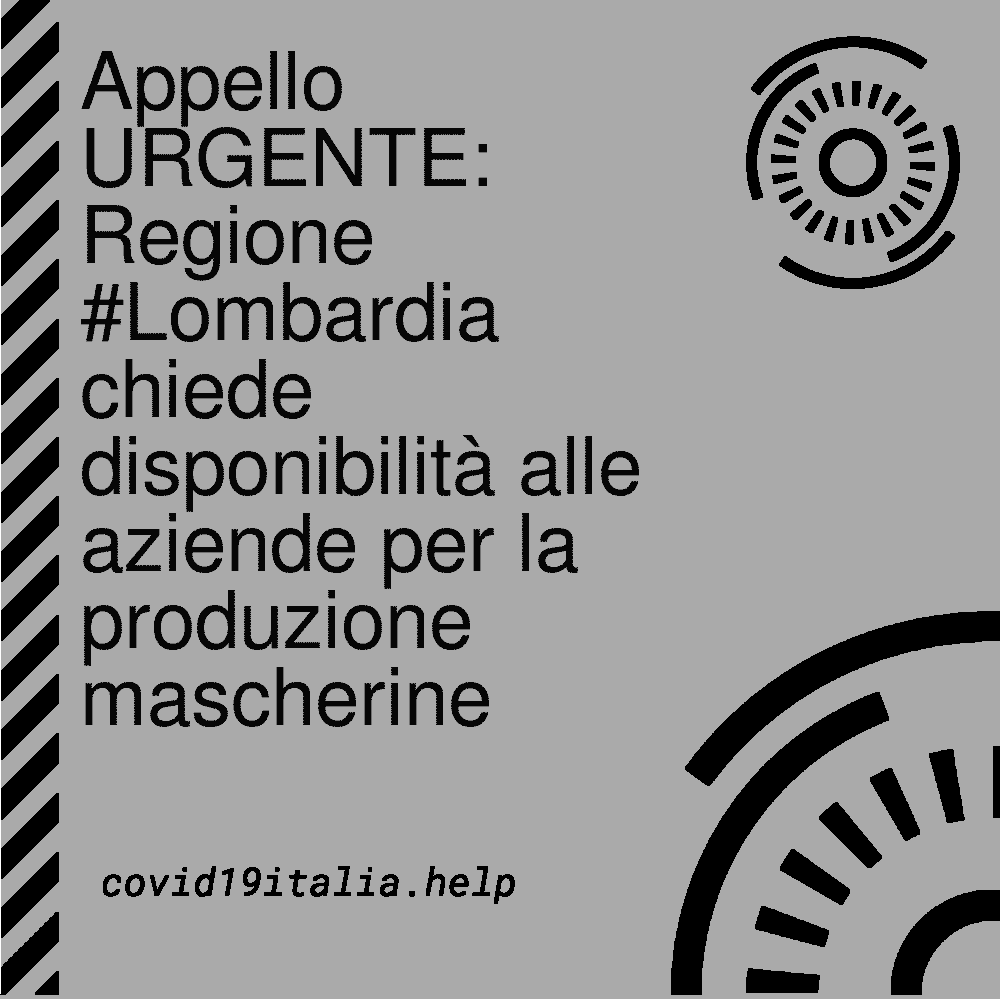 Appello
URGENTE:
Regione
#Lombardia
chiede
disponibilità alle
aziende per la
produzione
mascherine
covid19italia.help